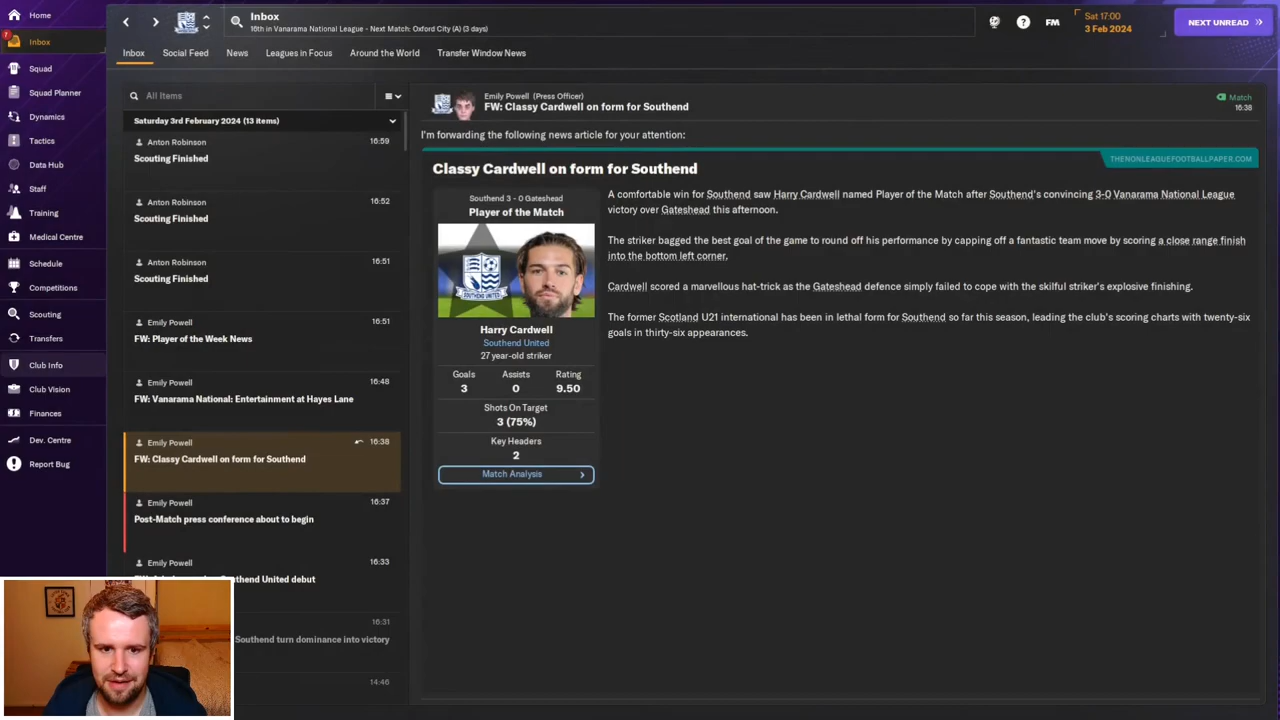 Home
7
Inbox
Squad
Squad Planner
Dynamics
Tactics
Data Hub
Staff
Training
Medical Centre
Schedule
Competitions
Scouting
Transfers
Club Info
Club Vision
Finances
Dev. Centre
Report Bug
Inbox
16th in Vanarama National League - Next Match: Oxford City (A) (3 days)
?
FM
Sat 17:00
3 Feb 2024
NEXT UNREAD
Inbox
Social Feed
News
Leagues in Focus
Around the World
Transfer Window News
All Items
Saturday 3rd February 2024 (13 items)
Anton Robinson 16:59
Scouting Finished
Anton Robinson 16:52
Scouting Finished
Anton Robinson 16:51
Scouting Finished
Emily Powell 16:51
FW: Player of the Week News
Emily Powell 16:48
FW: Vanarama National: Entertainment at Hayes Lane
Emily Powell 16:38
FW: Classy Cardwell on form for Southend
Emily Powell 16:37
Post-Match press conference about to begin
Emily Powell 16:33
Southend United debut
16:31
Southend turn dominance into victory
14:46
Emily Powell (Press Officer)
FW: Classy Cardwell on form for Southend
Match
16:38
I'm forwarding the following news article for your attention:
THENONLEAGUEFOOTBALLPAPER.COM
Classy Cardwell on form for Southend
Southend 3 - 0 Gateshead
Player of the Match
SOUTHEND UNITED
Harry Cardwell
Southend United
27 year-old striker
Goals Assists Rating
3 0 9.50
Shots On Target
3 (75%)
Key Headers
2
Match Analysis
A comfortable win for Southend saw Harry Cardwell named Player of the Match after Southend's convincing 3-0 Vanarama National League
victory over Gateshead this afternoon.
The striker bagged the best goal of the game to round off his performance by capping off a fantastic team move by scoring a close range finish
into the bottom left corner.
Cardwell scored a marvellous hat-trick as the Gateshead defence simply failed to cope with the skilful striker's explosive finishing.
The former Scotland U21 international has been in lethal form for Southend so far this season, leading the club's scoring charts with twenty-six
goals in thirty-six appearances.